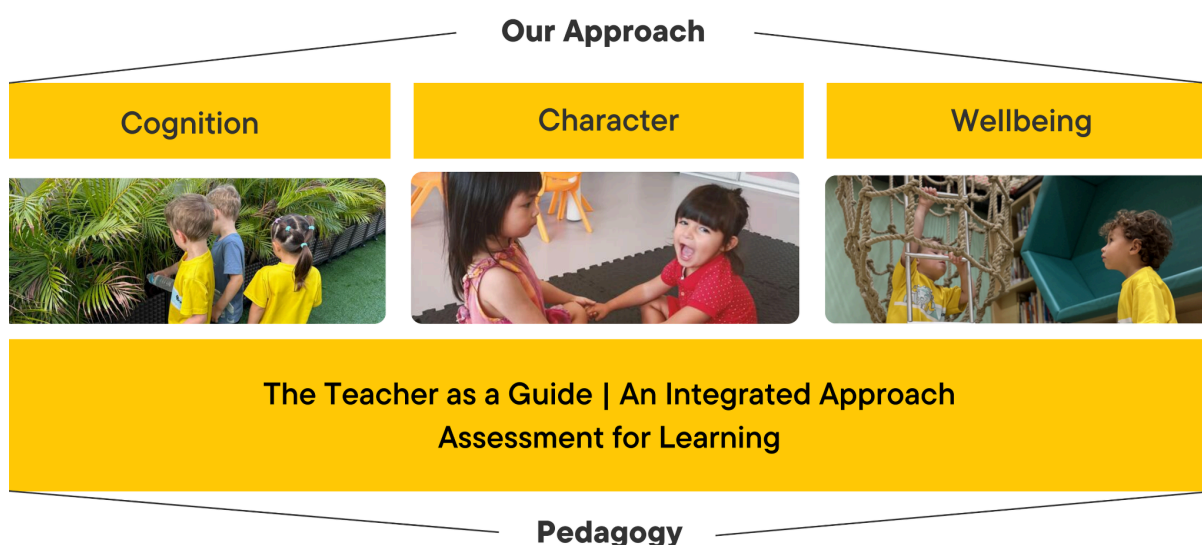 Our Approach
Cognition
Character
Wellbeing
The Teacher as a Guide | An Integrated Approach
Assessment for Learning
Pedagogy